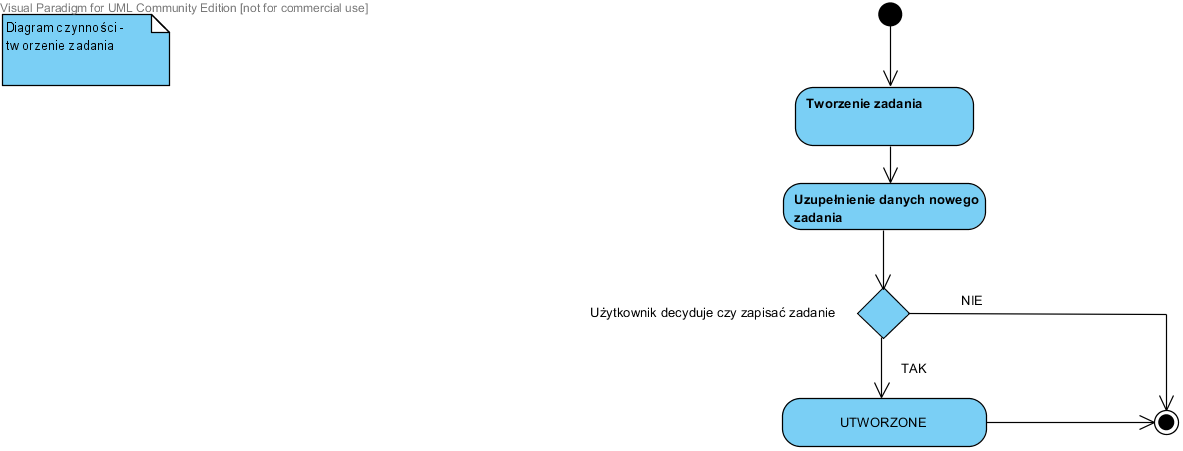 Visual Paradigm for UML Community Edition [not for commercial use]
Diagram czynności -
tworzenie zadania
Tworzenie zadania
Uzupełnienie danych nowego
zadania
Użytkownik decyduje czy zapisać zadanie
NIE
TAK
UTWORZONE